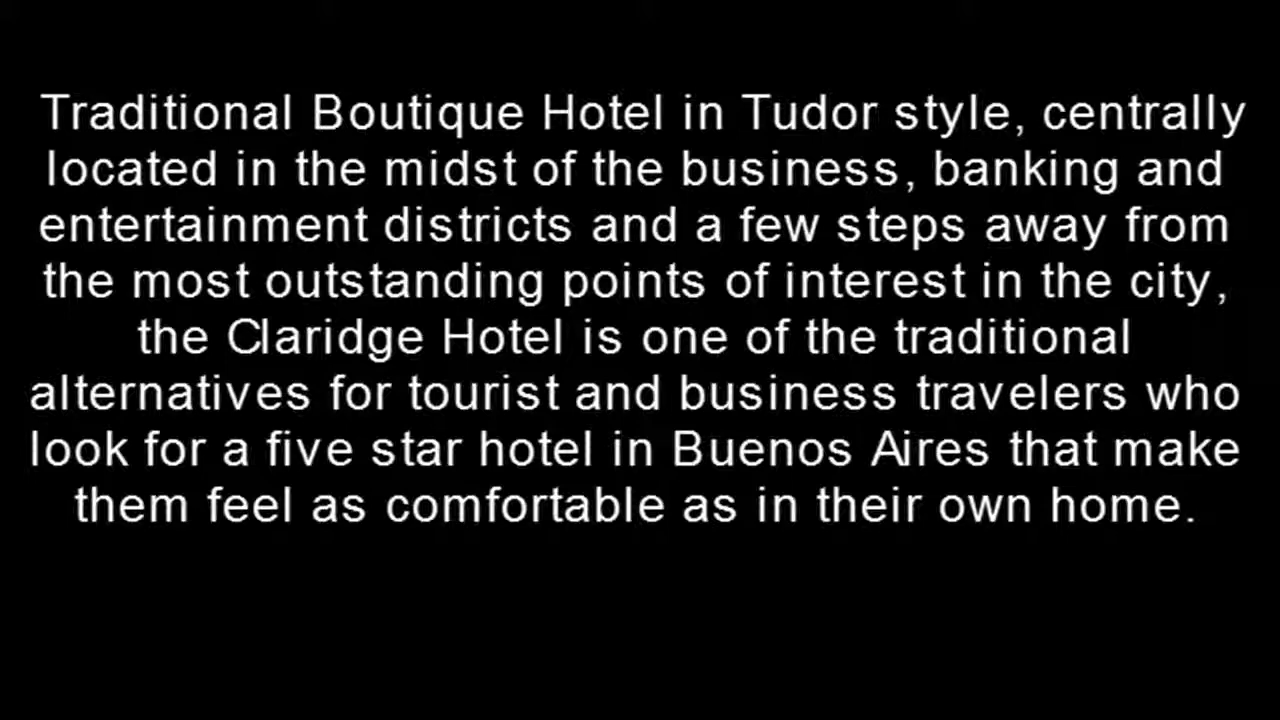 Traditional Boutique Hotel in Tudor style, centrally
located in the midst of the business, banking and
entertainment districts and a few steps away from
the most outstanding points of interest in the city,
the Claridge Hotel is one of the traditional
alternatives for tourist and business travelers who
look for a five star hotel in Buenos Aires that make
them feel as comfortable as in their own home.